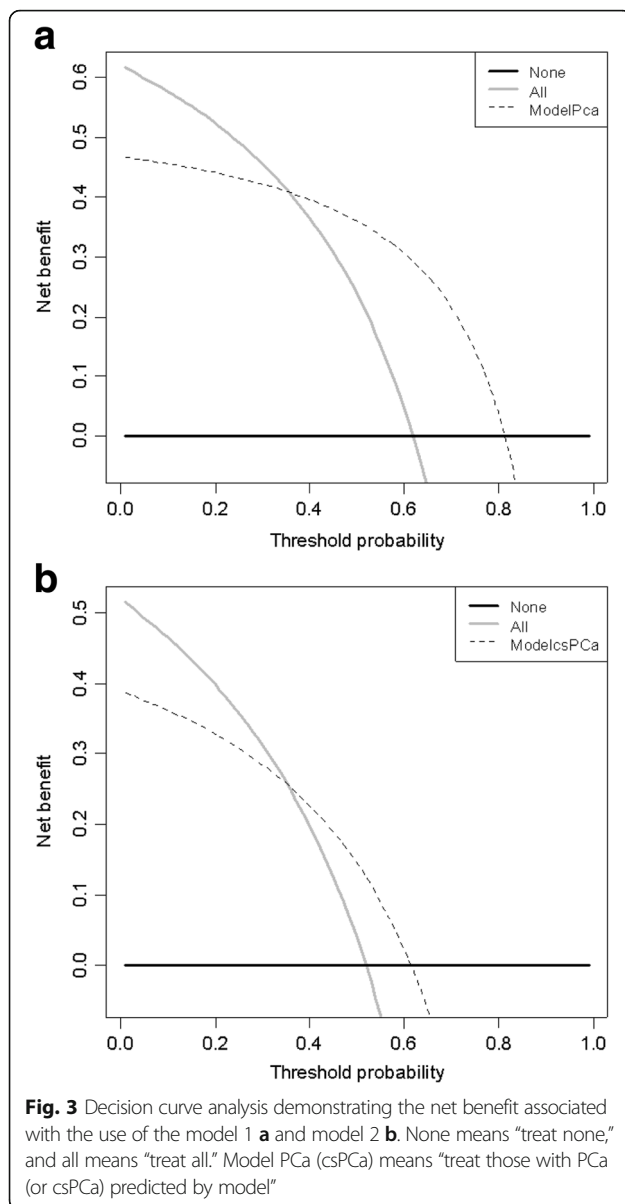 a
None
All
ModelPca
0.6
0.5
0.4
0.3
0.2
0.1
0.0
Net benefit
0.0 0.2 0.4 0.6 0.8 1.0
Threshold probability
b
None
All
ModelcsPCa
0.5
0.4
0.3
0.2
0.1
0.0
Net benefit
0.0 0.2 0.4 0.6 0.8 1.0
Threshold probability
Fig. 3 Decision curve analysis demonstrating the net benefit associated
with the use of the model 1 a and model 2 b. None means “treat none,”
and all means “treat all.” Model PCa (csPCa) means “treat those with PCa
(or csPCa) predicted by model”